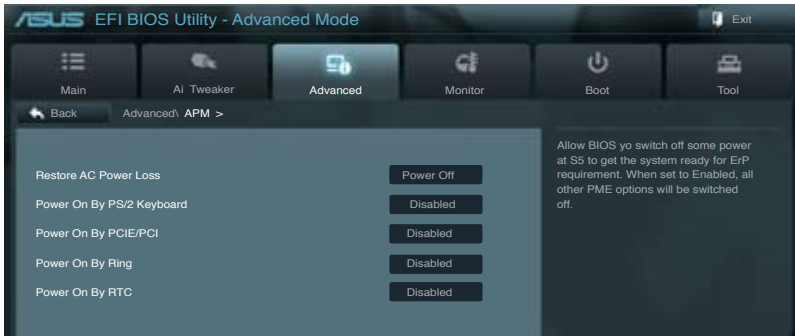 ASUS EFI BIOS Utility - Advanced Mode
Exit
Main
Ai Tweaker
Advanced
Monitor
Boot
Tool
Back
Advanced\ APM >
Restore AC Power Loss
Power Off
Power On By PS/2 Keyboard
Disabled
Power On By PCIE/PCI
Disabled
Power On By Ring
Disabled
Power On By RTC
Disabled
Allow BIOS yo switch off some power
at S5 to get the system ready for ErP
requirement. When set to Enabled, all
other PME options will be switched
off.